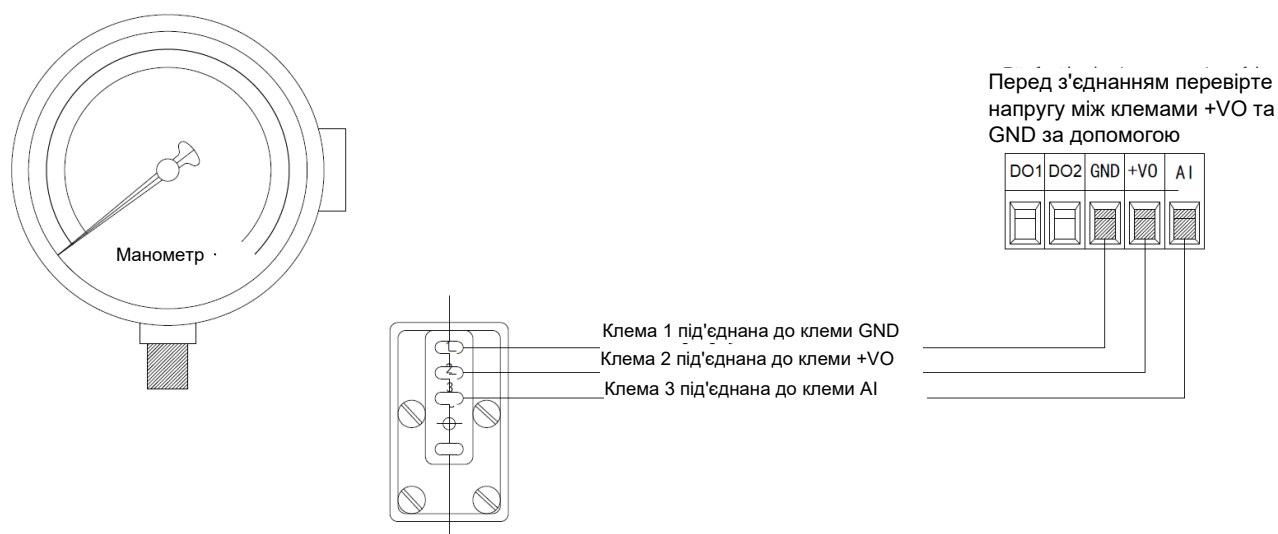 Перед з'єднанням перевірте
напругу між клемами +VO та
GND за допомогою
DO1 DO2 GND +VO AI
Манометр
Клема 1 під'єднана до клеми GND
Клема 2 під'єднана до клеми +VO
Клема 3 під'єднана до клеми AI
1
2
3